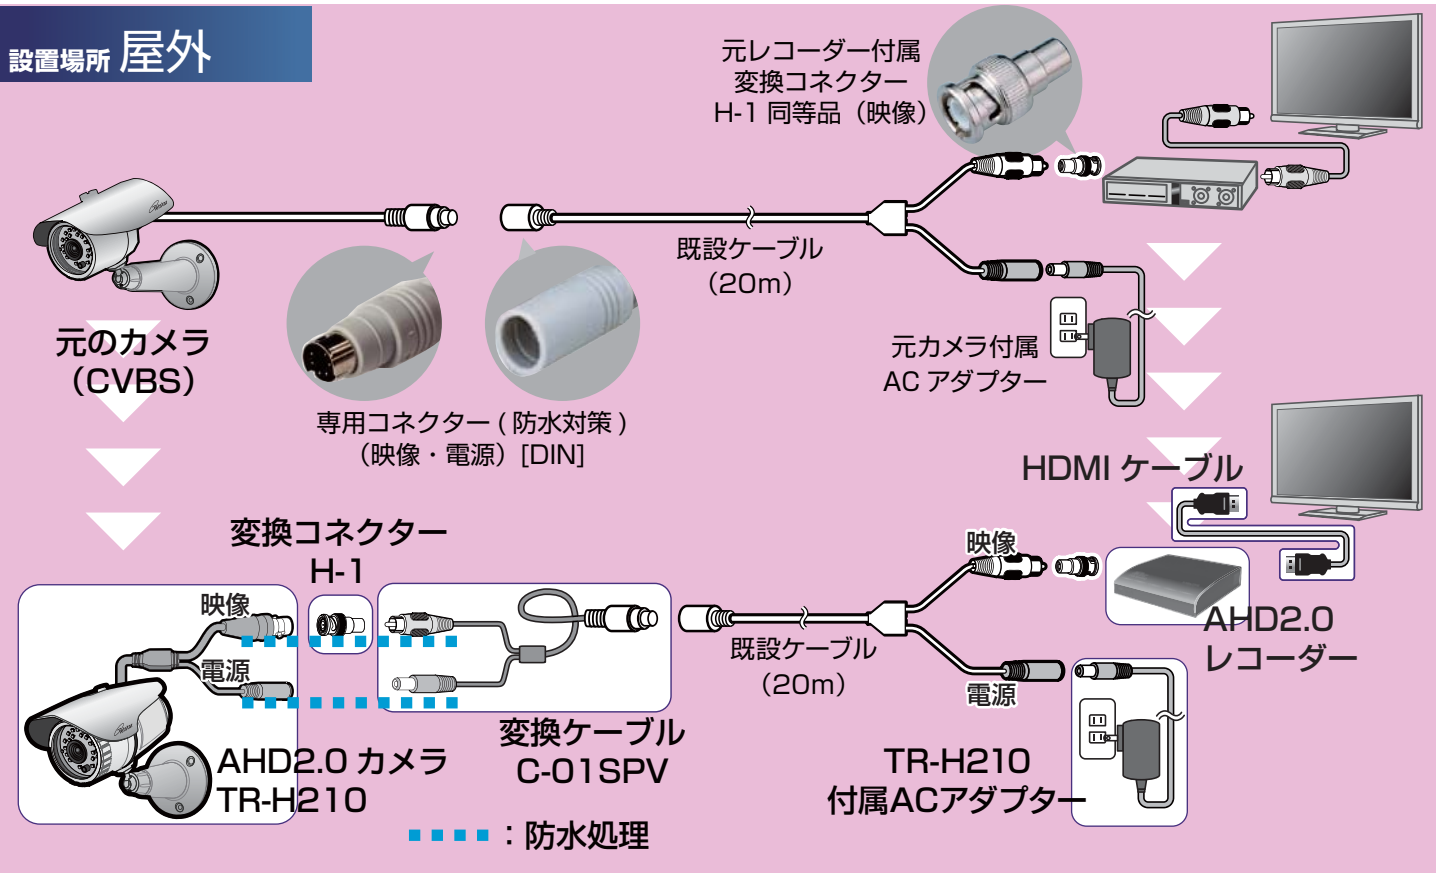 設置場所 屋外
元レコーダー付属
変換コネクター
H-1 同等品（映像）
既設ケーブル
（20m）
元のカメラ
（CVBS）
専用コネクター ( 防水対策 )
（映像・電源）[DIN]
元カメラ付属
AC アダプター
HDMI ケーブル
変換コネクター
H-1
映像
電源
AHD2.0 カメラ
TR-H210
変換ケーブル
C-01SPV
既設ケーブル
（20m）
映像
電源
AHD2.0
レコーダー
TR-H210
付属ACアダプター
：防水処理